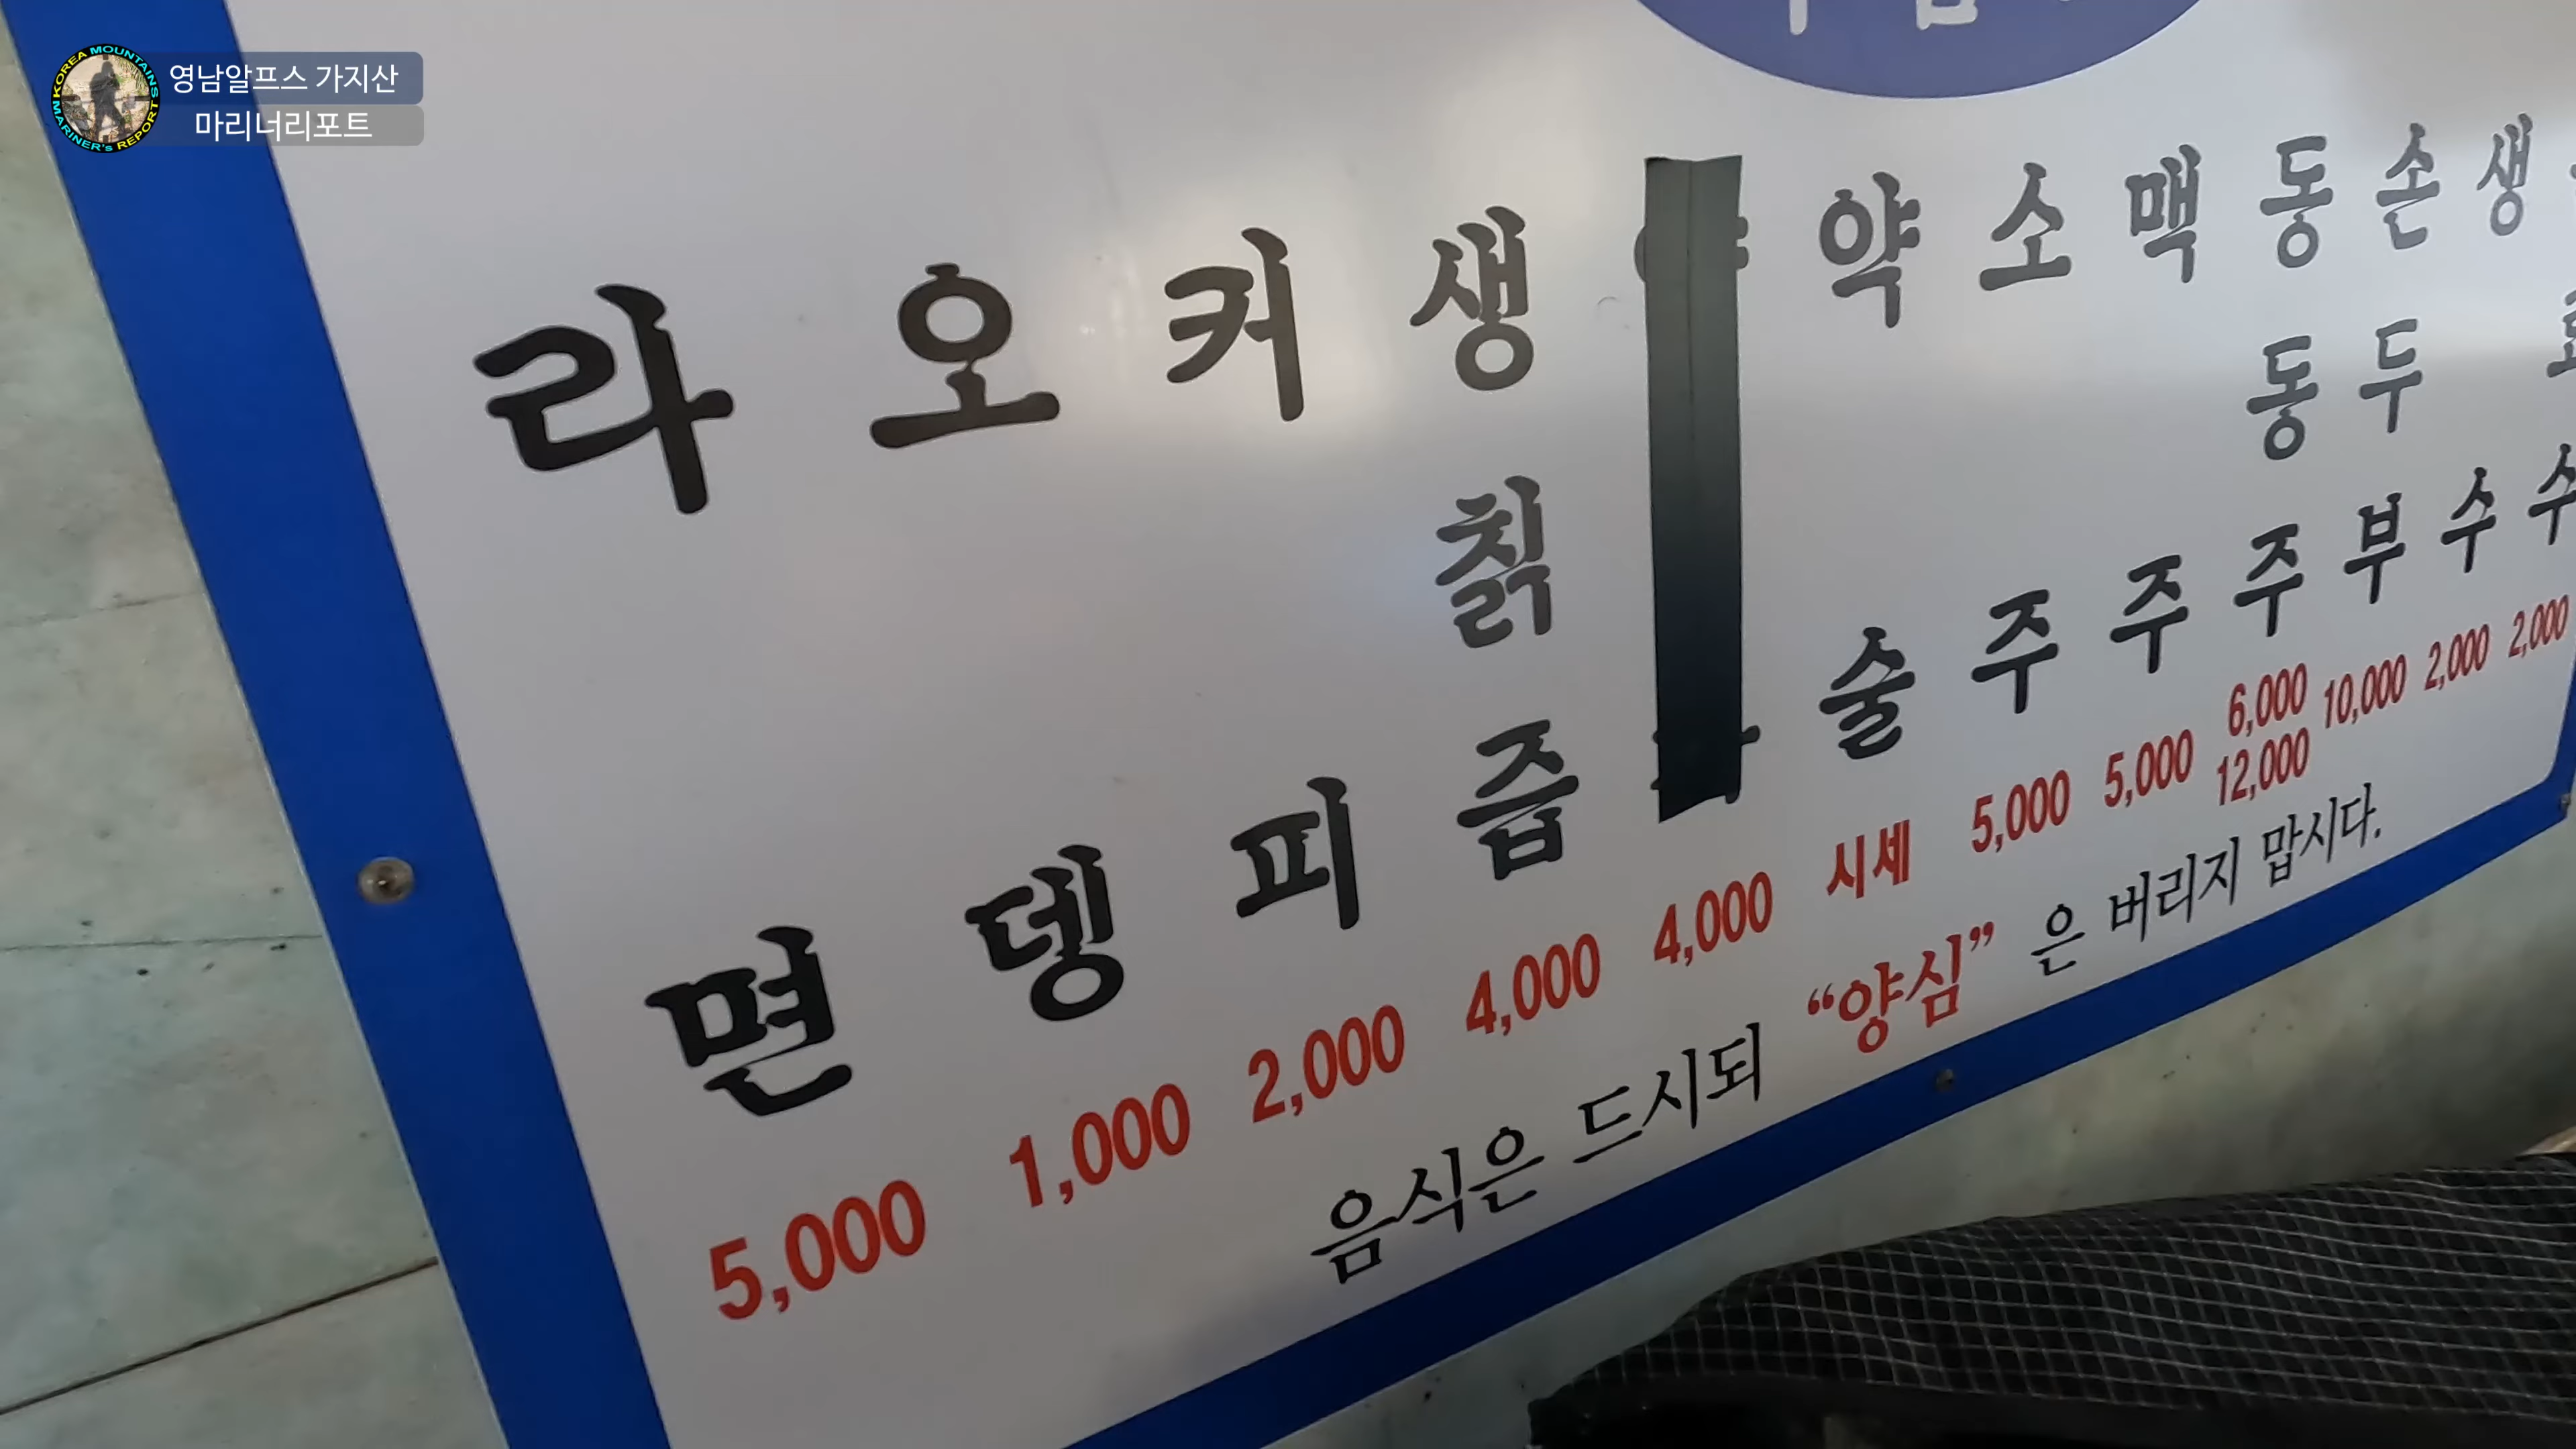 KOREA MOUNTAINS
MARINER's REPORT
영남알프스 가지산
마리너리포트
라면 5,000
오뎅 1,000
커피 2,000
생칡즙 4,000
4,000
약술 시세
소주 5,000
맥주 5,000
동동주 6,000 12,000
손두부 10,000
생수 2,000
수 2,000
음식은 드시되 “양심”은 버리지 맙시다.